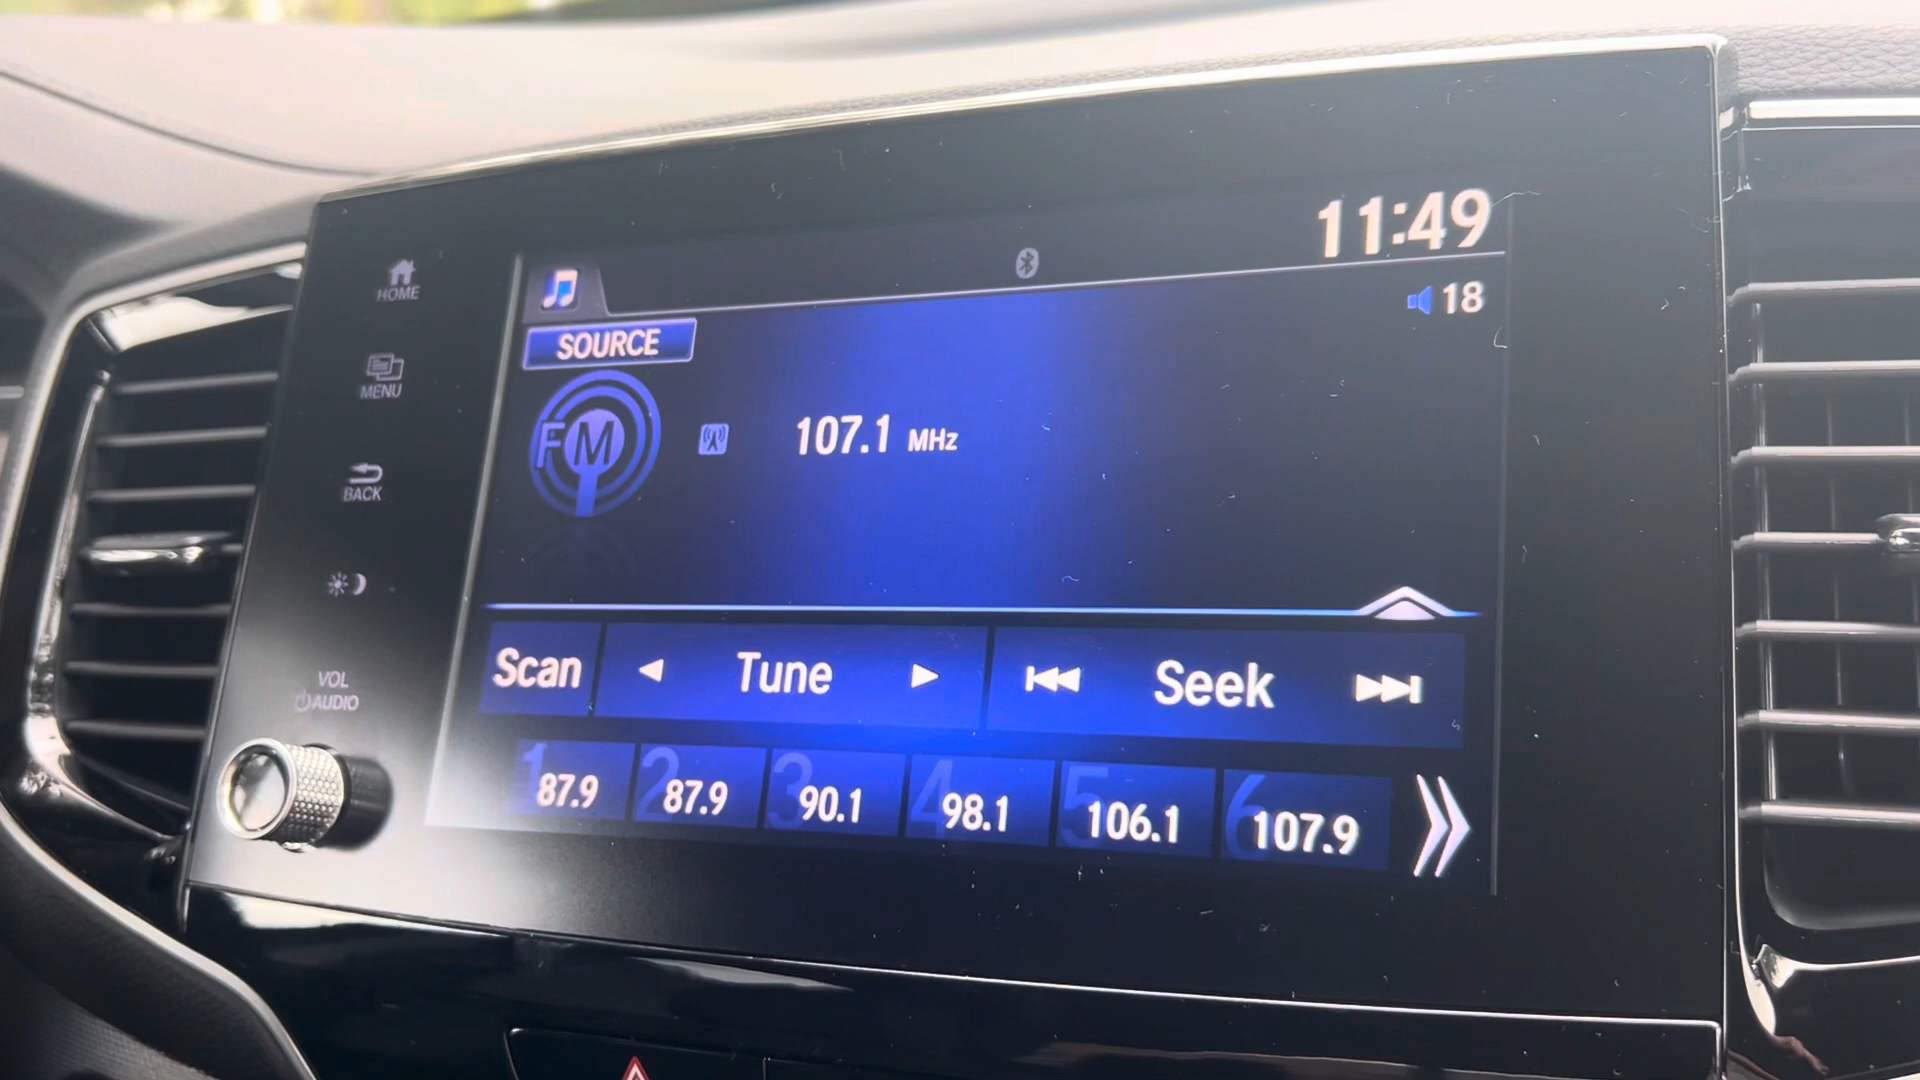 11:49
HOME
18
SOURCE
MENU
FM
107.1 MHz
BACK
Scan
Tune
Seek
VOL
AUDIO
1 87.9
2 87.9
3 90.1
4 98.1
5 106.1
6 107.9